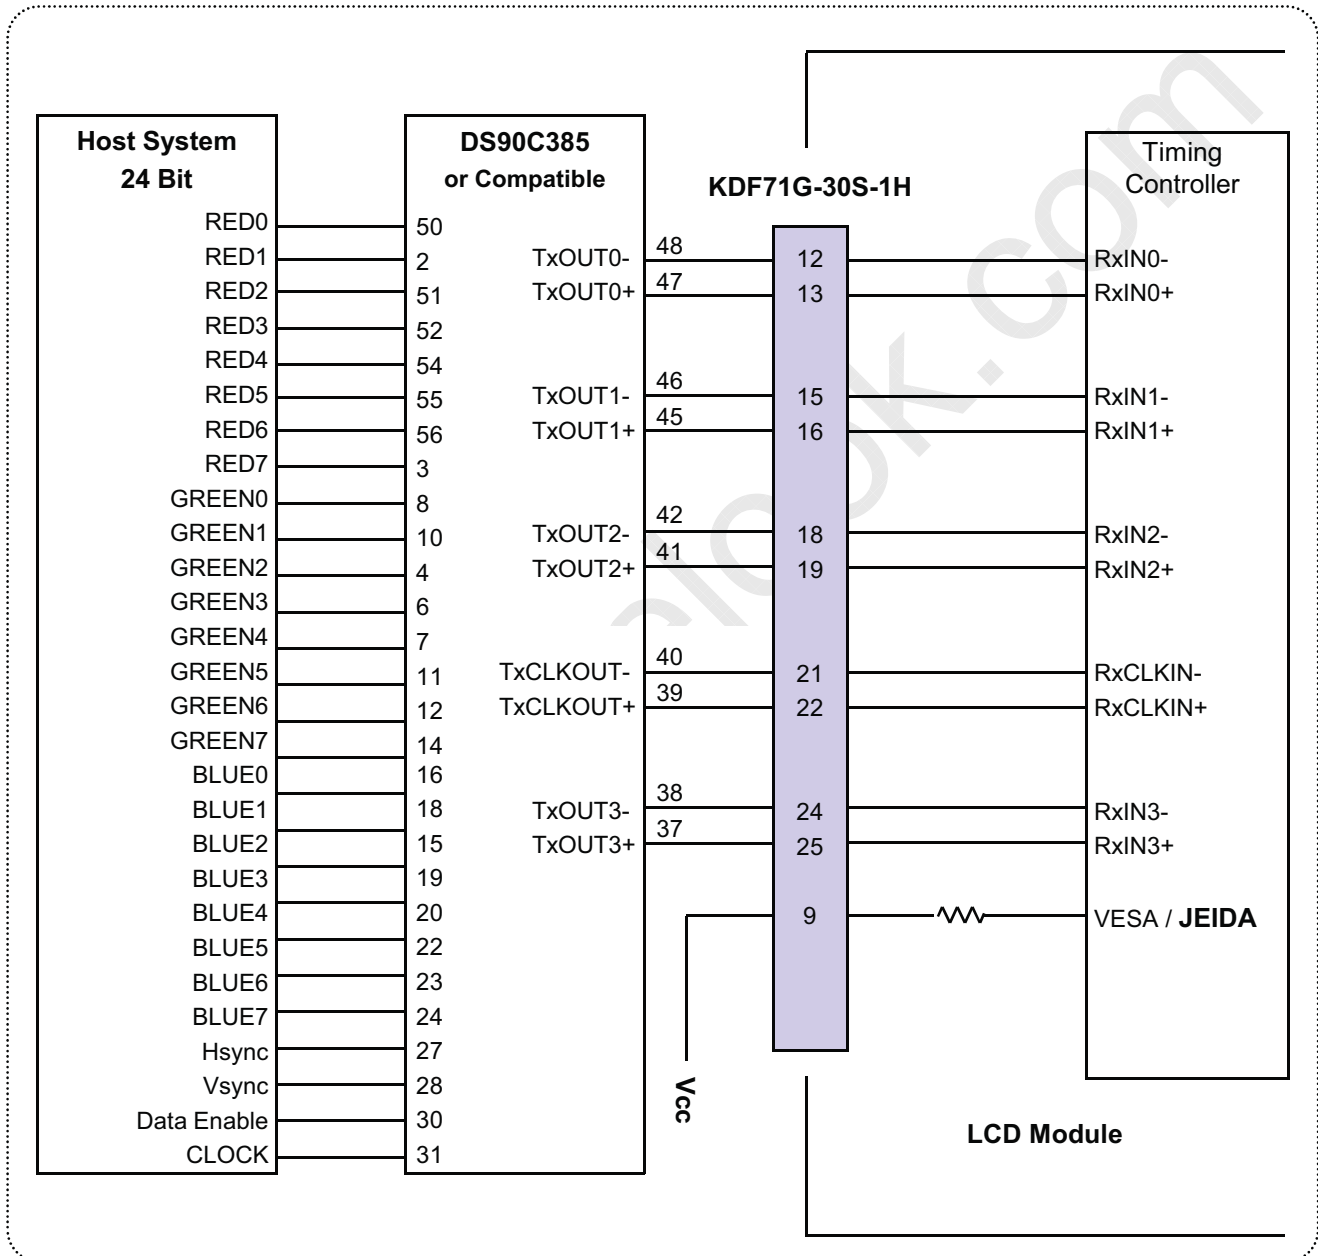 Host System
24 Bit
RED0
RED1
RED2
RED3
RED4
RED5
RED6
RED7
GREEN0
GREEN1
GREEN2
GREEN3
GREEN4
GREEN5
GREEN6
GREEN7
BLUE0
BLUE1
BLUE2
BLUE3
BLUE4
BLUE5
BLUE6
BLUE7
Hsync
Vsync
Data Enable
CLOCK
DS90C385
or Compatible
50
2
51
52
54
55
56
3
8
10
4
6
7
11
12
14
16
18
15
19
20
22
23
24
27
28
30
31
TxOUT0-
TxOUT0+
TxOUT1-
TxOUT1+
TxOUT2-
TxOUT2+
TxCLKOUT-
TxCLKOUT+
TxOUT3-
TxOUT3+
48
47
46
45
42
41
40
39
38
37
Vcc
KDF71G-30S-1H
12
13
15
16
18
19
21
22
24
25
9
Timing
Controller
RxIN0-
RxIN0+
RxIN1-
RxIN1+
RxIN2-
RxIN2+
RxCLKIN-
RxCLKIN+
RxIN3-
RxIN3+
VESA / JEIDA
LCD Module